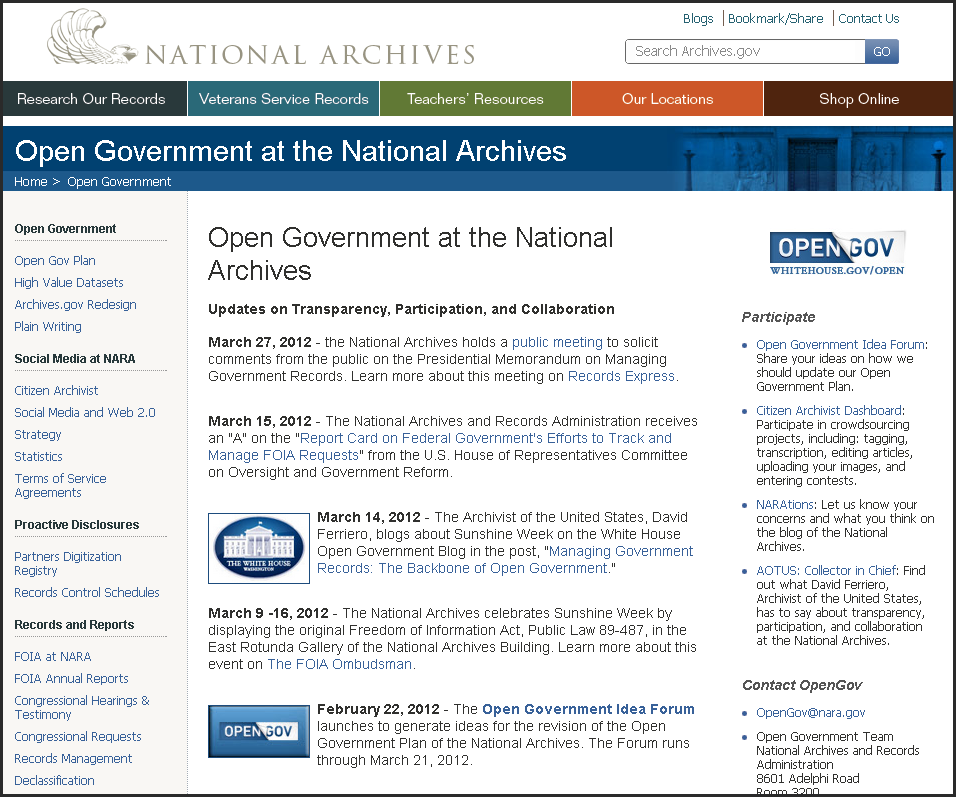 Blogs | Bookmark/Share | Contact Us
NATIONAL ARCHIVES
Search Archives.gov GO
Research Our Records Veterans Service Records Teachers' Resources Our Locations Shop Online
Open Government at the National Archives
Home > Open Government
Open Government
Open Gov Plan
High Value Datasets
Archives.gov Redesign
Plain Writing
Social Media at NARA
Citizen Archivist
Social Media and Web 2.0
Strategy
Statistics
Terms of Service
Agreements
Proactive Disclosures
Partners Digitization
Registry
Records Control Schedules
Records and Reports
FOIA at NARA
FOIA Annual Reports
Congressional Hearings &
Testimony
Congressional Requests
Records Management
Declassification
Open Government at the National
Archives
Updates on Transparency, Participation, and Collaboration
March 27, 2012 - the National Archives holds a public meeting to solicit
comments from the public on the Presidential Memorandum on Managing
Government Records. Learn more about this meeting on Records Express.
March 15, 2012 - The National Archives and Records Administration receives
an "A" on the "Report Card on Federal Government's Efforts to Track and
Manage FOIA Requests" from the U.S. House of Representatives Committee
on Oversight and Government Reform.
THE WHITE HOUSE
WASHINGTON
March 14, 2012 - The Archivist of the United States, David
Ferriero, blogs about Sunshine Week on the White House
Open Government Blog in the post, "Managing Government
Records: The Backbone of Open Government."
March 9 -16, 2012 - The National Archives celebrates Sunshine Week by
displaying the original Freedom of Information Act, Public Law 89-487, in the
East Rotunda Gallery of the National Archives Building. Learn more about this
event on The FOIA Ombudsman.
OPEN GOV
February 22, 2012 - The Open Government Idea Forum
launches to generate ideas for the revision of the Open
Government Plan of the National Archives. The Forum runs
through March 21, 2012.
OPEN GOV
WHITEHOUSE.GOV/OPEN
Participate
Open Government Idea Forum:
Share your ideas on how we
should update our Open
Government Plan.
Citizen Archivist Dashboard:
Participate in crowdsourcing
projects, including: tagging,
transcription, editing articles,
uploading your images, and
entering contests.
NARAtions: Let us know your
concerns and what you think on
the blog of the National
Archives.
AOTUS: Collector in Chief: Find
out what David Ferriero,
Archivist of the United States,
has to say about transparency,
participation, and collaboration
at the National Archives.
Contact OpenGov
OpenGov@nara.gov
Open Government Team
National Archives and Records
Administration
8601 Adelphi Road
Room 3200